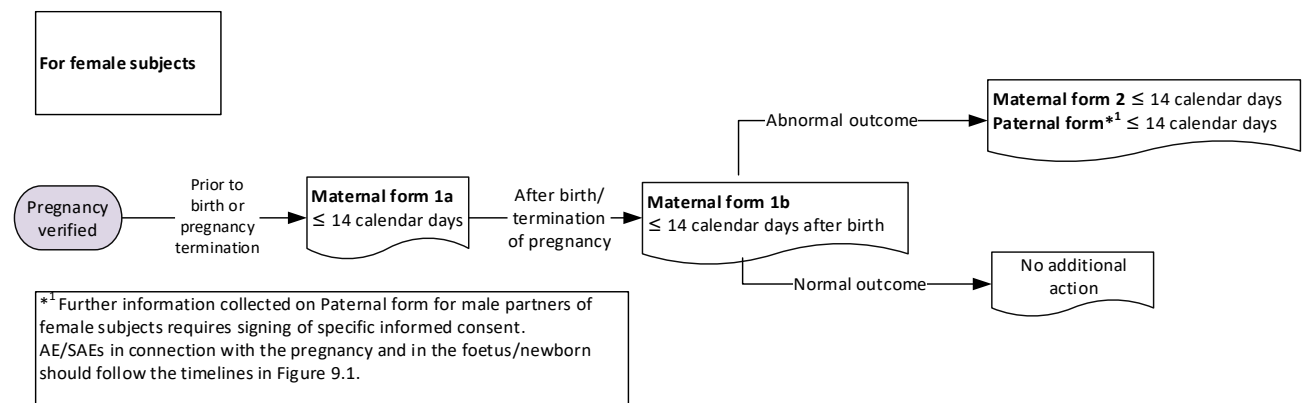 For female subjects
Pregnancy
verified
Prior to
birth or
pregnancy
termination
Maternal form 1a
≤ 14 calendar days
After birth/
termination
of pregnancy
Maternal form 1b
≤ 14 calendar days after birth
Abnormal outcome
Maternal form 2 ≤ 14 calendar days
Paternal form*¹ ≤ 14 calendar days
Normal outcome
No additional
action
*¹ Further information collected on Paternal form for male partners of
female subjects requires signing of specific informed consent.
AE/SAEs in connection with the pregnancy and in the foetus/newborn
should follow the timelines in Figure 9.1.